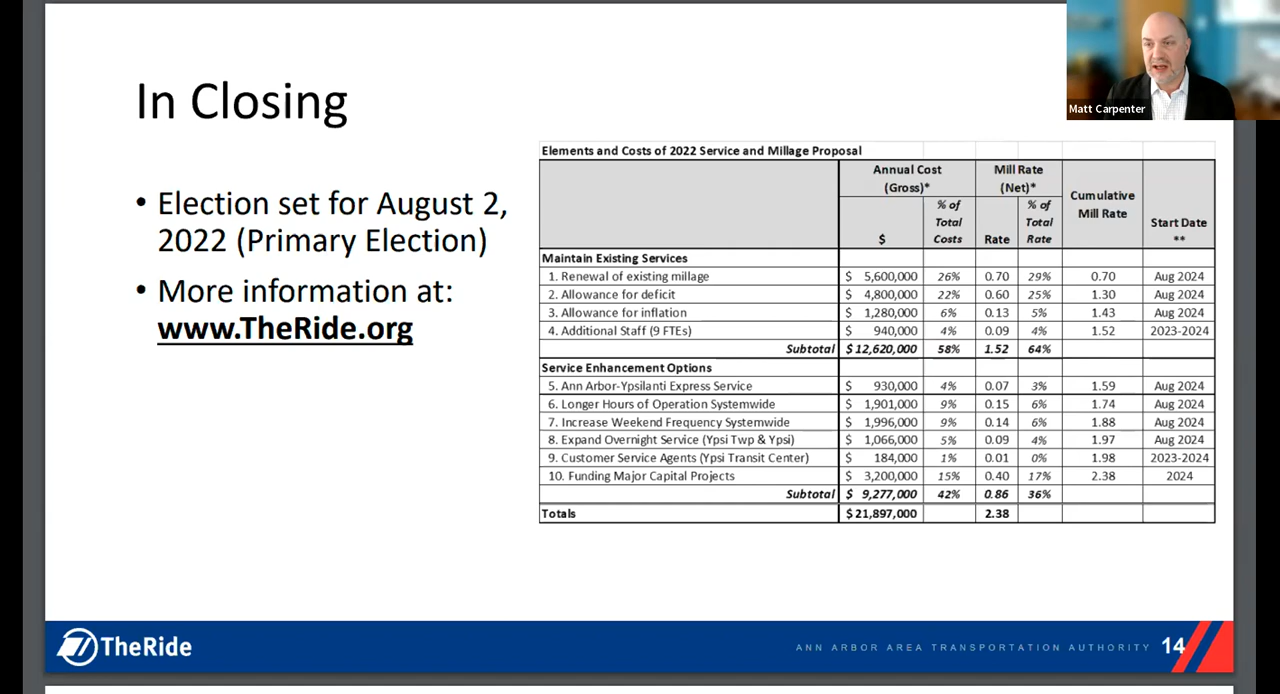 In Closing
• Election set for August 2,
2022 (Primary Election)
• More information at:
www.TheRide.org
Matt Carpenter
Elements and Costs of 2022 Service and Millage Proposal
Annual Cost (Gross)* Mill Rate (Net)* Cumulative Mill Rate Start Date **
$ % of Total Costs Rate % of Total Rate
Maintain Existing Services
1. Renewal of existing millage $ 5,600,000 26% 0.70 29% 0.70 Aug 2024
2. Allowance for deficit $ 4,800,000 22% 0.60 25% 1.30 Aug 2024
3. Allowance for inflation $ 1,280,000 6% 0.13 5% 1.43 Aug 2024
4. Additional Staff (9 FTEs) $ 940,000 4% 0.09 4% 1.52 2023-2024
Subtotal $ 12,620,000 58% 1.52 64%
Service Enhancement Options
5. Ann Arbor-Ypsilanti Express Service $ 930,000 4% 0.07 3% 1.59 Aug 2024
6. Longer Hours of Operation Systemwide $ 1,901,000 9% 0.15 6% 1.74 Aug 2024
7. Increase Weekend Frequency Systemwide $ 1,996,000 9% 0.14 6% 1.88 Aug 2024
8. Expand Overnight Service (Ypsi Twp & Ypsi) $ 1,066,000 5% 0.09 4% 1.97 Aug 2024
9. Customer Service Agents (Ypsi Transit Center) $ 184,000 1% 0.01 0% 1.98 2023-2024
10. Funding Major Capital Projects $ 3,200,000 15% 0.40 17% 2.38 2024
Subtotal $ 9,277,000 42% 0.86 36%
Totals $ 21,897,000 2.38
TheRide
ANN ARBOR AREA TRANSPORTATION AUTHORITY 14